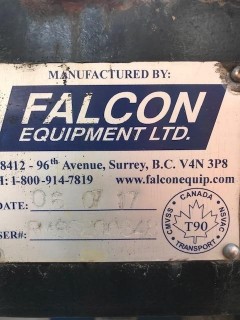 MANUFACTURED BY:
FALCON
EQUIPMENT LTD.
8412 - 96th Avenue, Surrey, B.C. V4N 3P8
H: 1-800-914-7819 www.falconequip.com
DATE:
SER#:
CANADA
CMVSS
NSVAC
T90
TRANSPORT